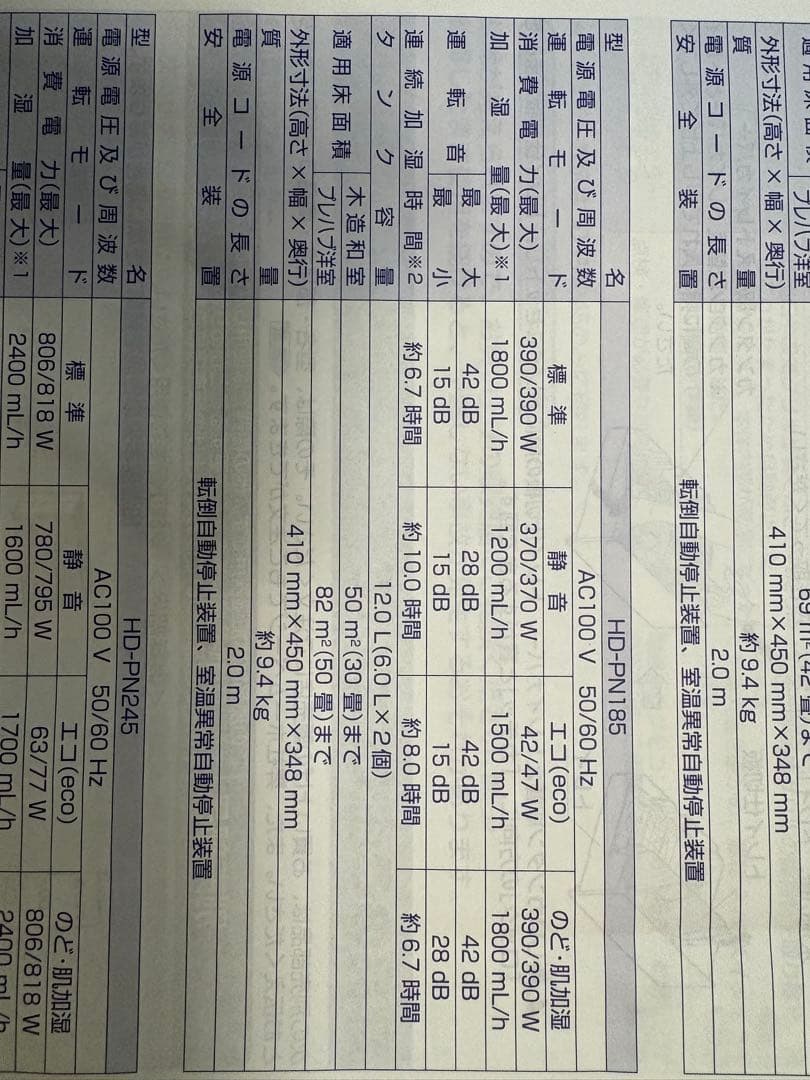 プレハブ洋室 (42 畳)まで
外形寸法(高さ × 幅 × 奥行) 410 mm×450 mm×348 mm
質量 約 9.4 kg
電源コードの長さ 2.0 m
安全装置 転倒自動停止装置、室温異常自動停止装置
型名 HD-PN185
電源電圧及び周波数 AC100 V 50/60 Hz
運転モード 標準 静音 エコ(eco) のど・肌加湿
消費電力(最大) 390/390 W 370/370 W 42/47 W 390/390 W
加湿量(最大)※1 1800 mL/h 1200 mL/h 1500 mL/h 1800 mL/h
運転音 最大 42 dB 28 dB 42 dB 42 dB
最小 15 dB 15 dB 15 dB 28 dB
連続加湿時間※2 約 6.7 時間 約 10.0 時間 約 8.0 時間 約 6.7 時間
タンク容量 12.0 L(6.0 L×2個)
適用床面積 木造和室 50 m²(30 畳)まで
プレハブ洋室 82 m²(50 畳)まで
外形寸法(高さ × 幅 × 奥行) 410 mm×450 mm×348 mm
質量 約 9.4 kg
電源コードの長さ 2.0 m
安全装置 転倒自動停止装置、室温異常自動停止装置
型名 HD-PN245
電源電圧及び周波数 AC100 V 50/60 Hz
運転モード 標準 静音 エコ(eco) のど・肌加湿
消費電力(最大) 806/818 W 780/795 W 63/77 W 806/818 W
加湿量(最大)※1 2400 mL/h 1600 mL/h 1700 mL/h 2400 mL/h